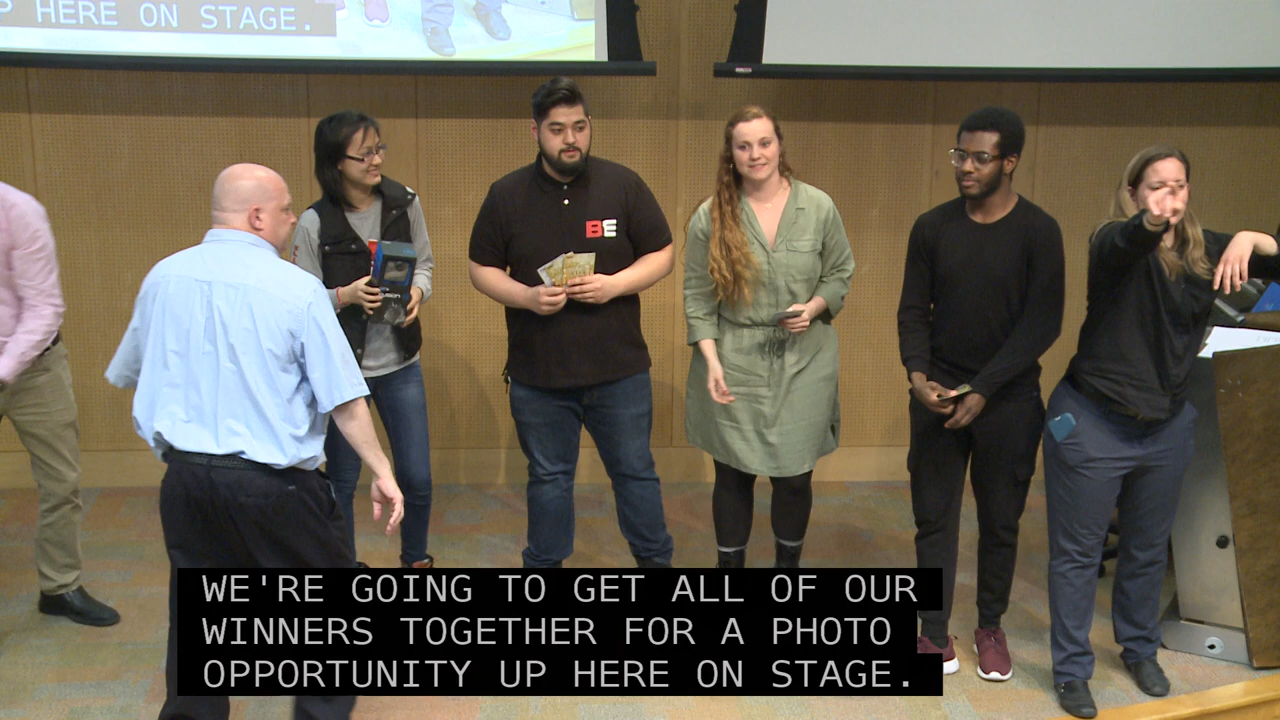 UP HERE ON STAGE.
BE
WE'RE GOING TO GET ALL OF OUR
WINNERS TOGETHER FOR A PHOTO
OPPORTUNITY UP HERE ON STAGE.